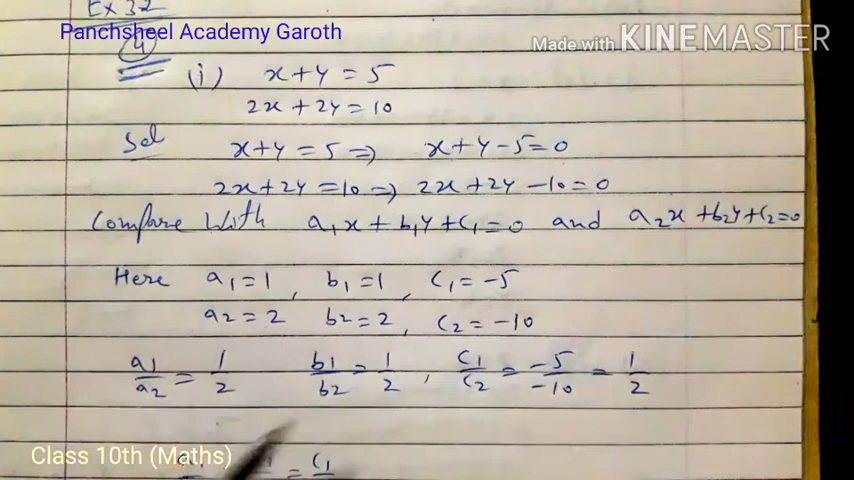 Ex 3.2
Panchsheel Academy Garoth
Made with KINEMASTER
4
(i) x+y=5
2x+2y=10
Sol x+y=5 ⇒ x+y-5=0
2x+2y=10 ⇒ 2x+2y-10=0
Compare With a1x+b1y+c1=0 and a2x+b2y+c2=0
Here a1=1, b1=1, c1=-5
a2=2 b2=2, c2=-10
a1/a2=1/2 b1/b2=1/2, c1/c2=-5/-10=1/2
Class 10th (Maths)
=c1